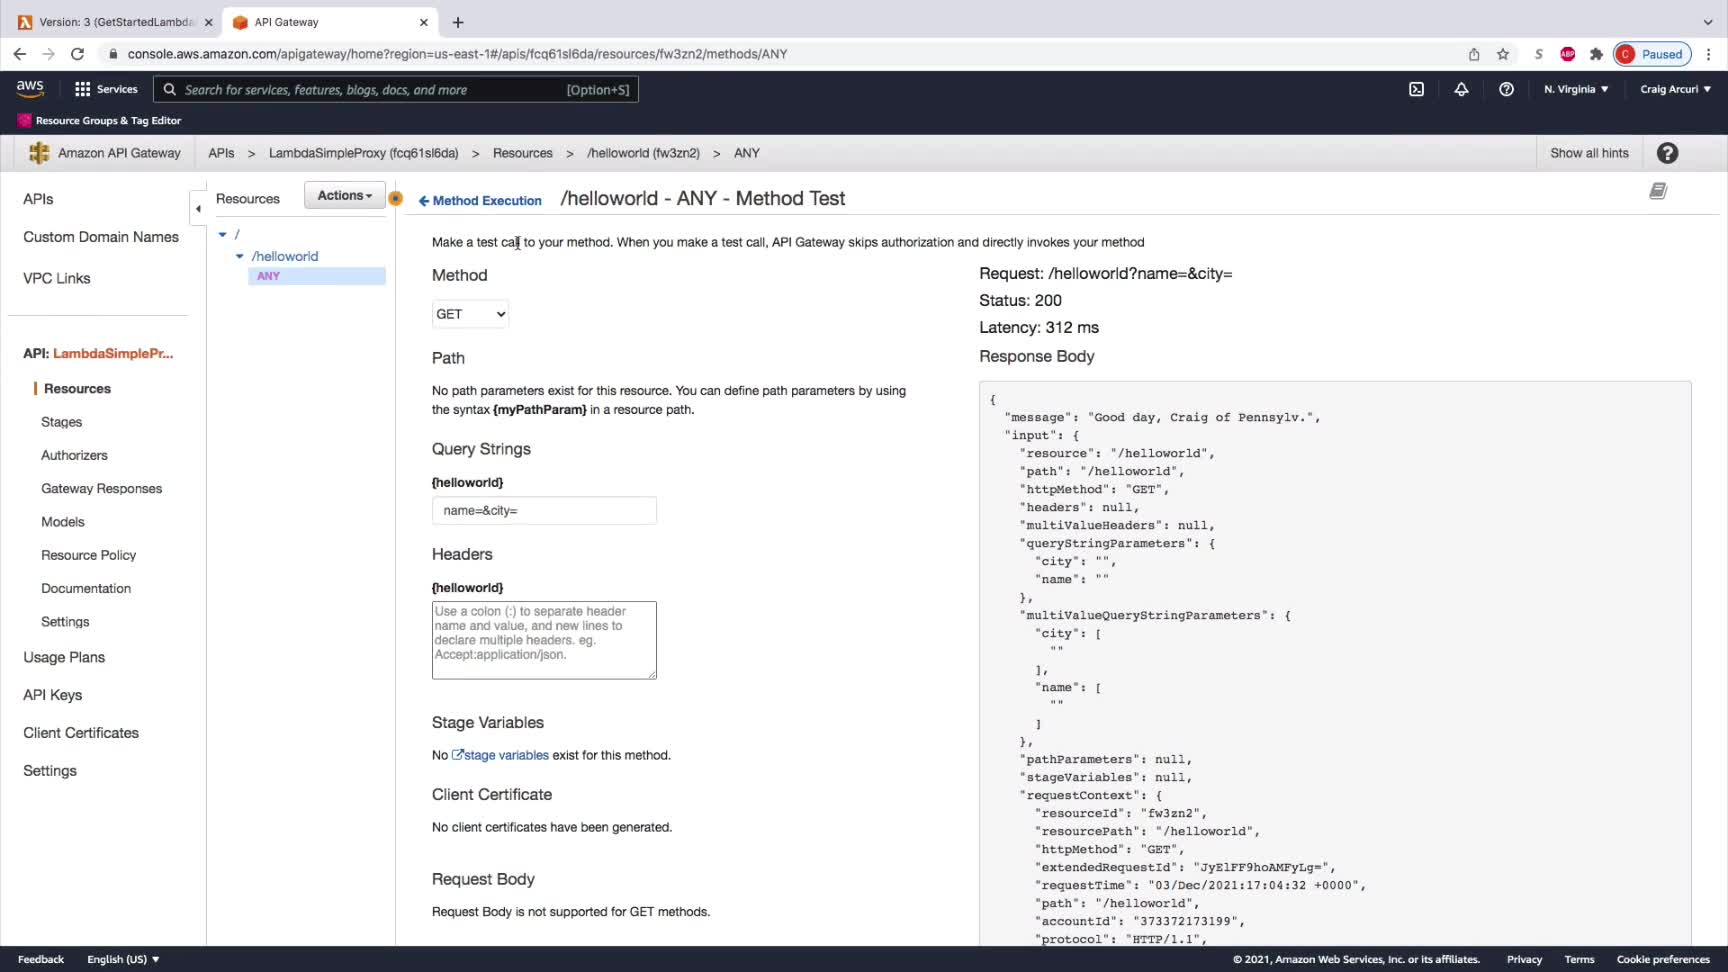 Version: 3 (GetStartedLambda
API Gateway
console.aws.amazon.com/apigateway/home?region=us-east-1#/apis/fcq61sl6da/resources/fw3zn2/methods/ANY
S
ABP
C Paused
aws
Services
Search for services, features, blogs, docs, and more [Option+S]
N. Virginia
Craig Arcuri
Resource Groups & Tag Editor
Amazon API Gateway
APIs > LambdaSimpleProxy (fcq61sl6da) > Resources > /helloworld (fw3zn2) > ANY
Show all hints
APIs
Custom Domain Names
VPC Links
API: LambdaSimplePr...
Resources
Stages
Authorizers
Gateway Responses
Models
Resource Policy
Documentation
Settings
Usage Plans
API Keys
Client Certificates
Settings
Resources
Actions
/
/helloworld
ANY
Method Execution
/helloworld - ANY - Method Test
Make a test call to your method. When you make a test call, API Gateway skips authorization and directly invokes your method
Method
GET
Path
No path parameters exist for this resource. You can define path parameters by using
the syntax {myPathParam} in a resource path.
Query Strings
{helloworld}
name=&city=
Headers
{helloworld}
Use a colon (:) to separate header
name and value, and new lines to
declare multiple headers. eg.
Accept:application/json.
Stage Variables
No stage variables exist for this method.
Client Certificate
No client certificates have been generated.
Request Body
Request Body is not supported for GET methods.
Request: /helloworld?name=&city=
Status: 200
Latency: 312 ms
Response Body
{
"message": "Good day, Craig of Pennsylv.",
"input": {
"resource": "/helloworld",
"path": "/helloworld",
"httpMethod": "GET",
"headers": null,
"multiValueHeaders": null,
"queryStringParameters": {
"city": "",
"name": ""
},
"multiValueQueryStringParameters": {
"city": [
""
],
"name": [
""
]
},
"pathParameters": null,
"stageVariables": null,
"requestContext": {
"resourceId": "fw3zn2",
"resourcePath": "/helloworld",
"httpMethod": "GET",
"extendedRequestId": "JyElFF9hoAMFyLg=",
"requestTime": "03/Dec/2021:17:04:32 +0000",
"path": "/helloworld",
"accountId": "373372173199",
"protocol": "HTTP/1.1",
Feedback
English (US)
© 2021, Amazon Web Services, Inc. or its affiliates.
Privacy
Terms
Cookie preferences